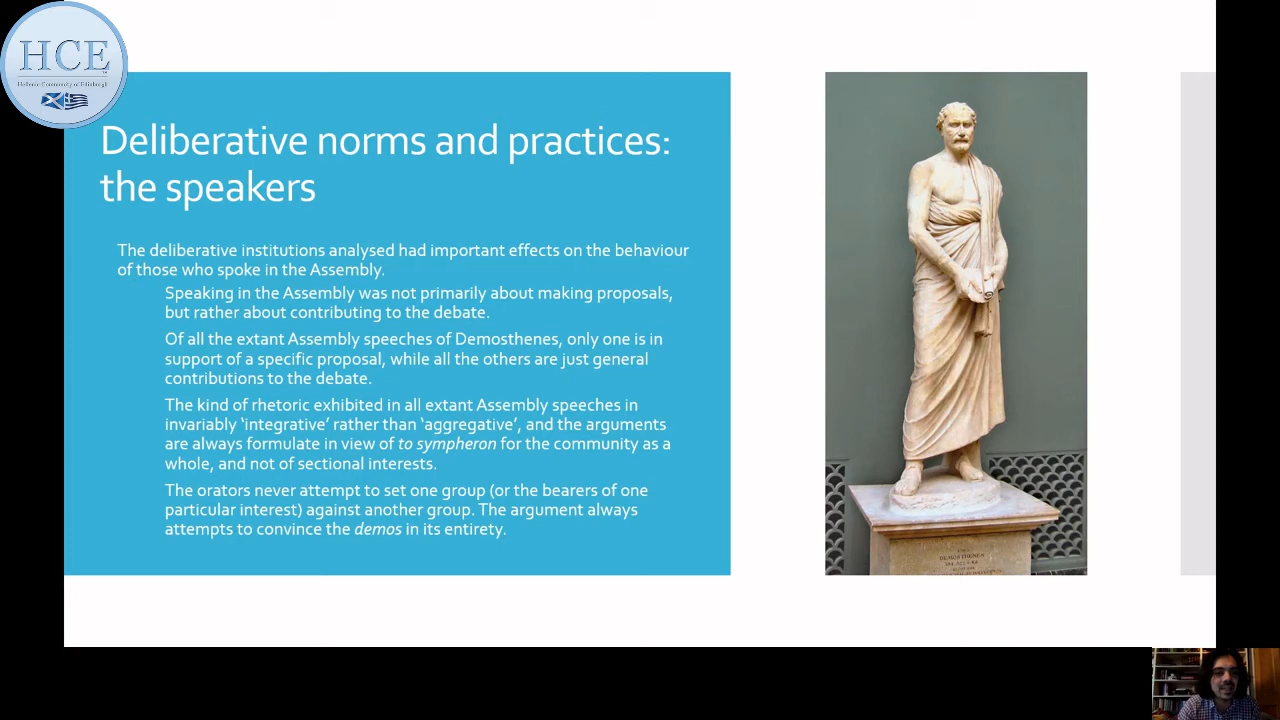 HCE
Hellenic Community of Edinburgh
Deliberative norms and practices:
the speakers
The deliberative institutions analysed had important effects on the behaviour
of those who spoke in the Assembly.
Speaking in the Assembly was not primarily about making proposals,
but rather about contributing to the debate.
Of all the extant Assembly speeches of Demosthenes, only one is in
support of a specific proposal, while all the others are just general
contributions to the debate.
The kind of rhetoric exhibited in all extant Assembly speeches in
invariably ‘integrative’ rather than ‘aggregative’, and the arguments
are always formulate in view of to sympheron for the community as a
whole, and not of sectional interests.
The orators never attempt to set one group (or the bearers of one
particular interest) against another group. The argument always
attempts to convince the demos in its entirety.
DEMOSTHENES